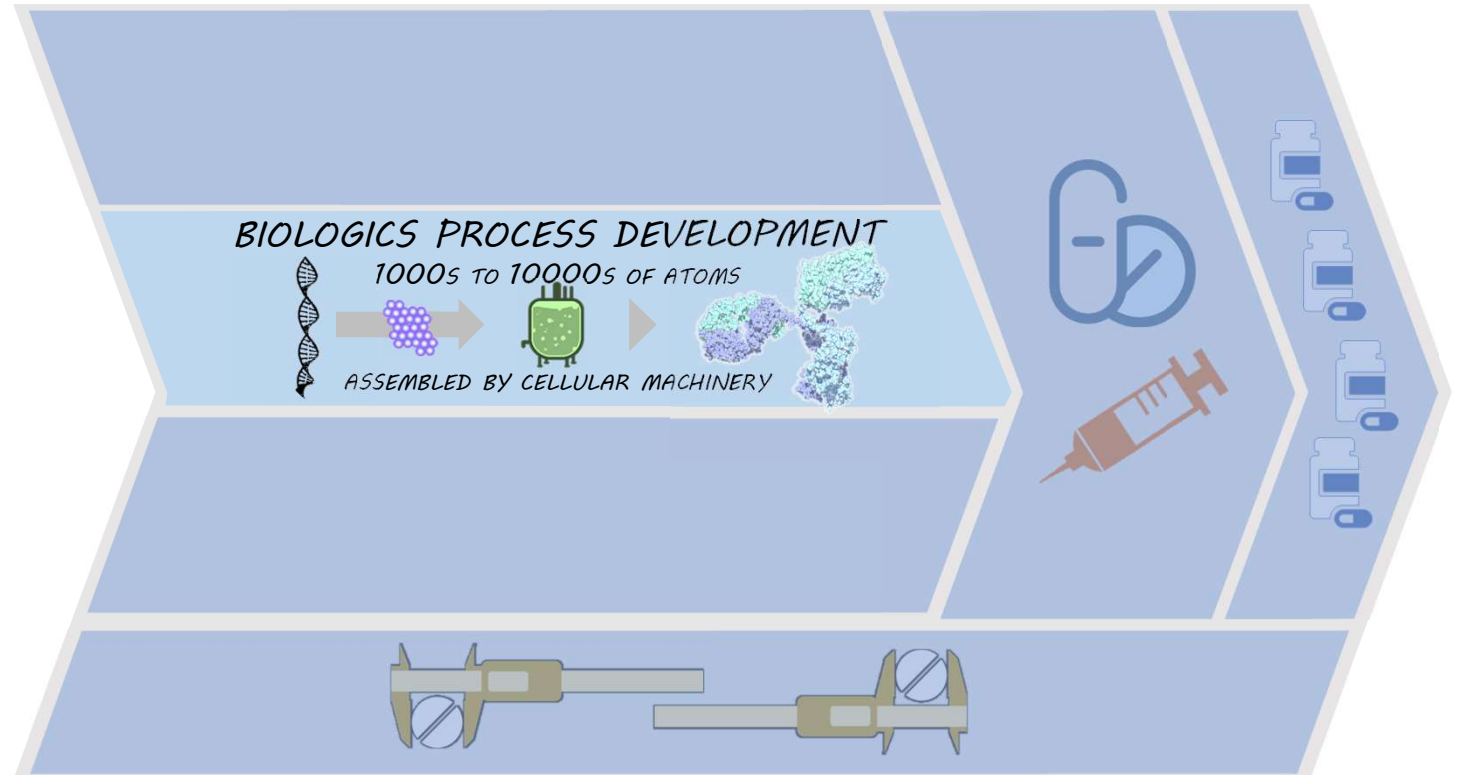 BIOLOGICS PROCESS DEVELOPMENT
1000S TO 10000S OF ATOMS
ASSEMBLED BY CELLULAR MACHINERY